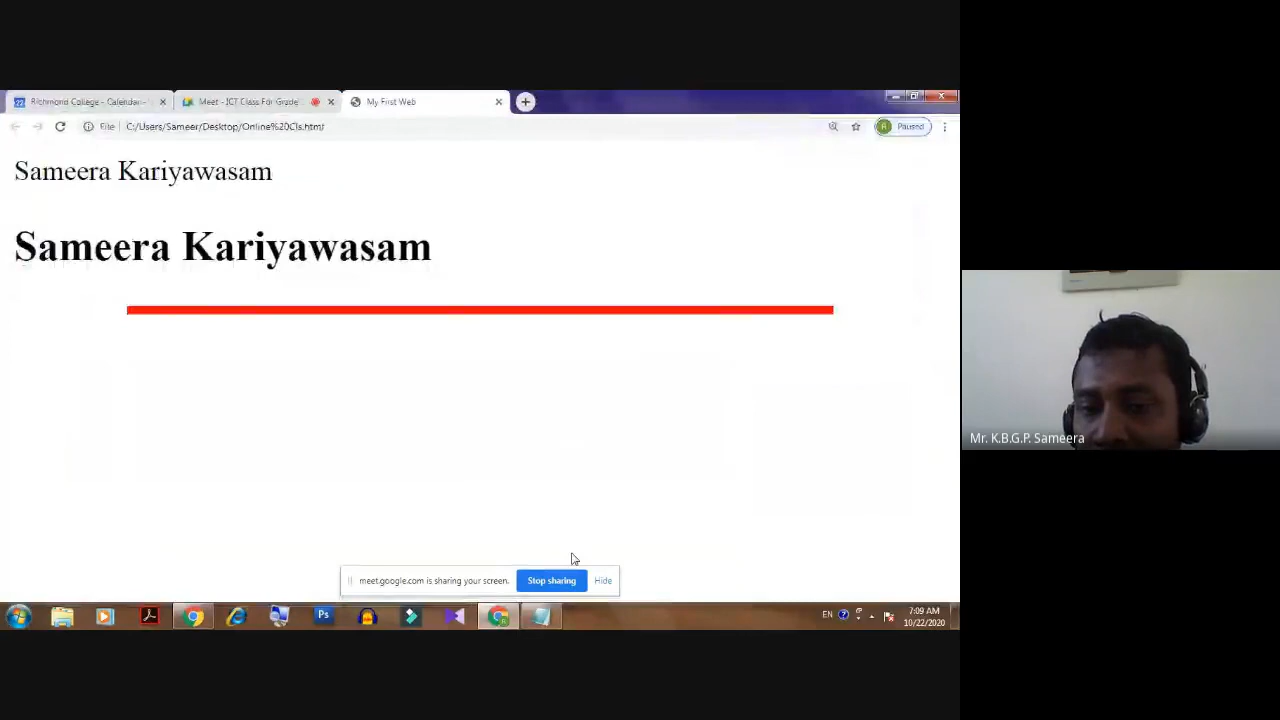 Richmond College - Calendar -
Meet - ICT Class For Grade
My First Web
File
C:/Users/Sameer/Desktop/Online%20Cls.html
R
Paused
Sameera Kariyawasam
Sameera Kariyawasam
Mr. K.B.G.P. Sameera
meet.google.com is sharing your screen.
Stop sharing
Hide
Ps
EN
7:09 AM
10/22/2020